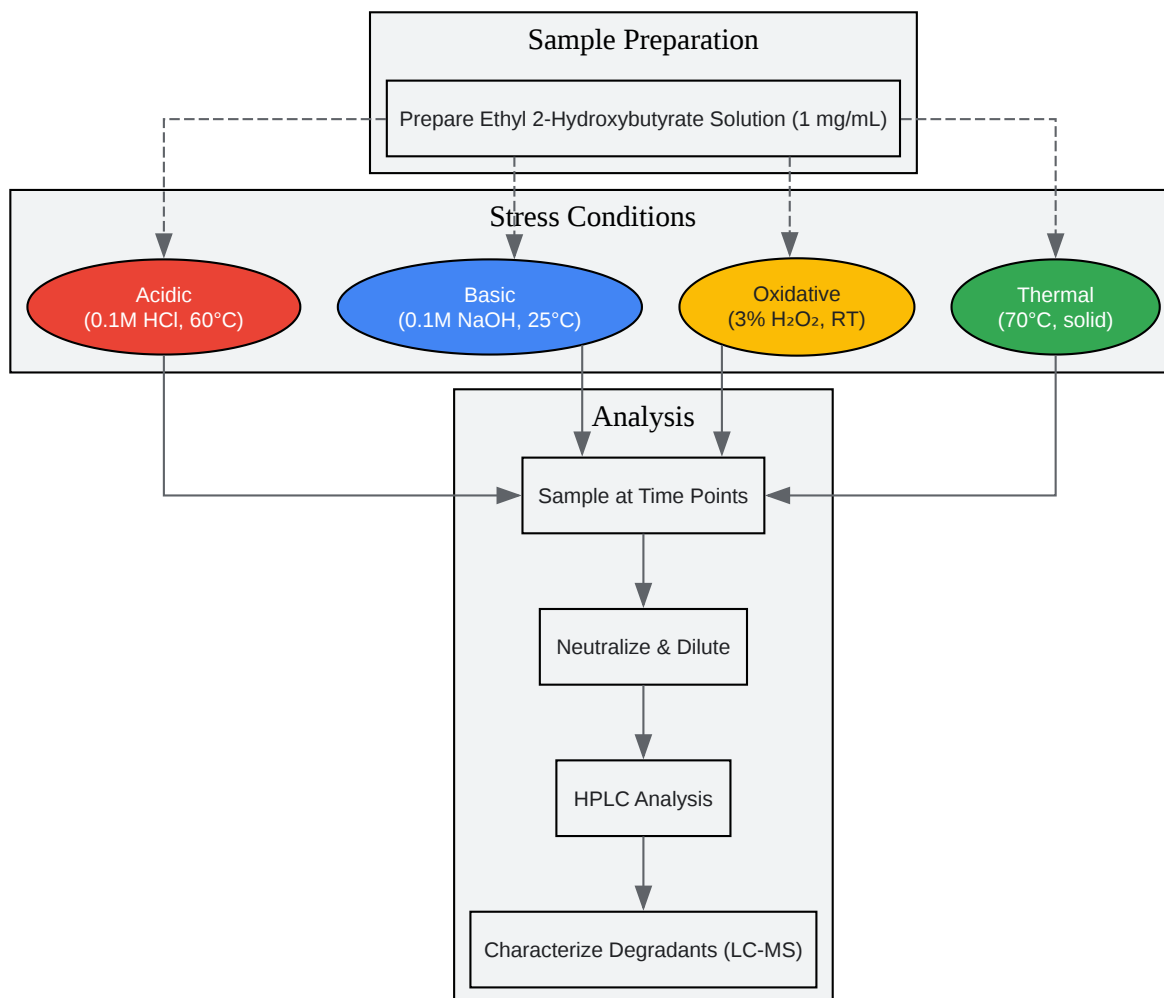 Sample Preparation
Prepare Ethyl 2-Hydroxybutyrate Solution (1 mg/mL)
Stress Conditions
Acidic
(0.1M HCl, 60°C)
Basic
(0.1M NaOH, 25°C)
Oxidative
(3% H₂O₂, RT)
Thermal
(70°C, solid)
Analysis
Sample at Time Points
Neutralize & Dilute
HPLC Analysis
Characterize Degradants (LC-MS)